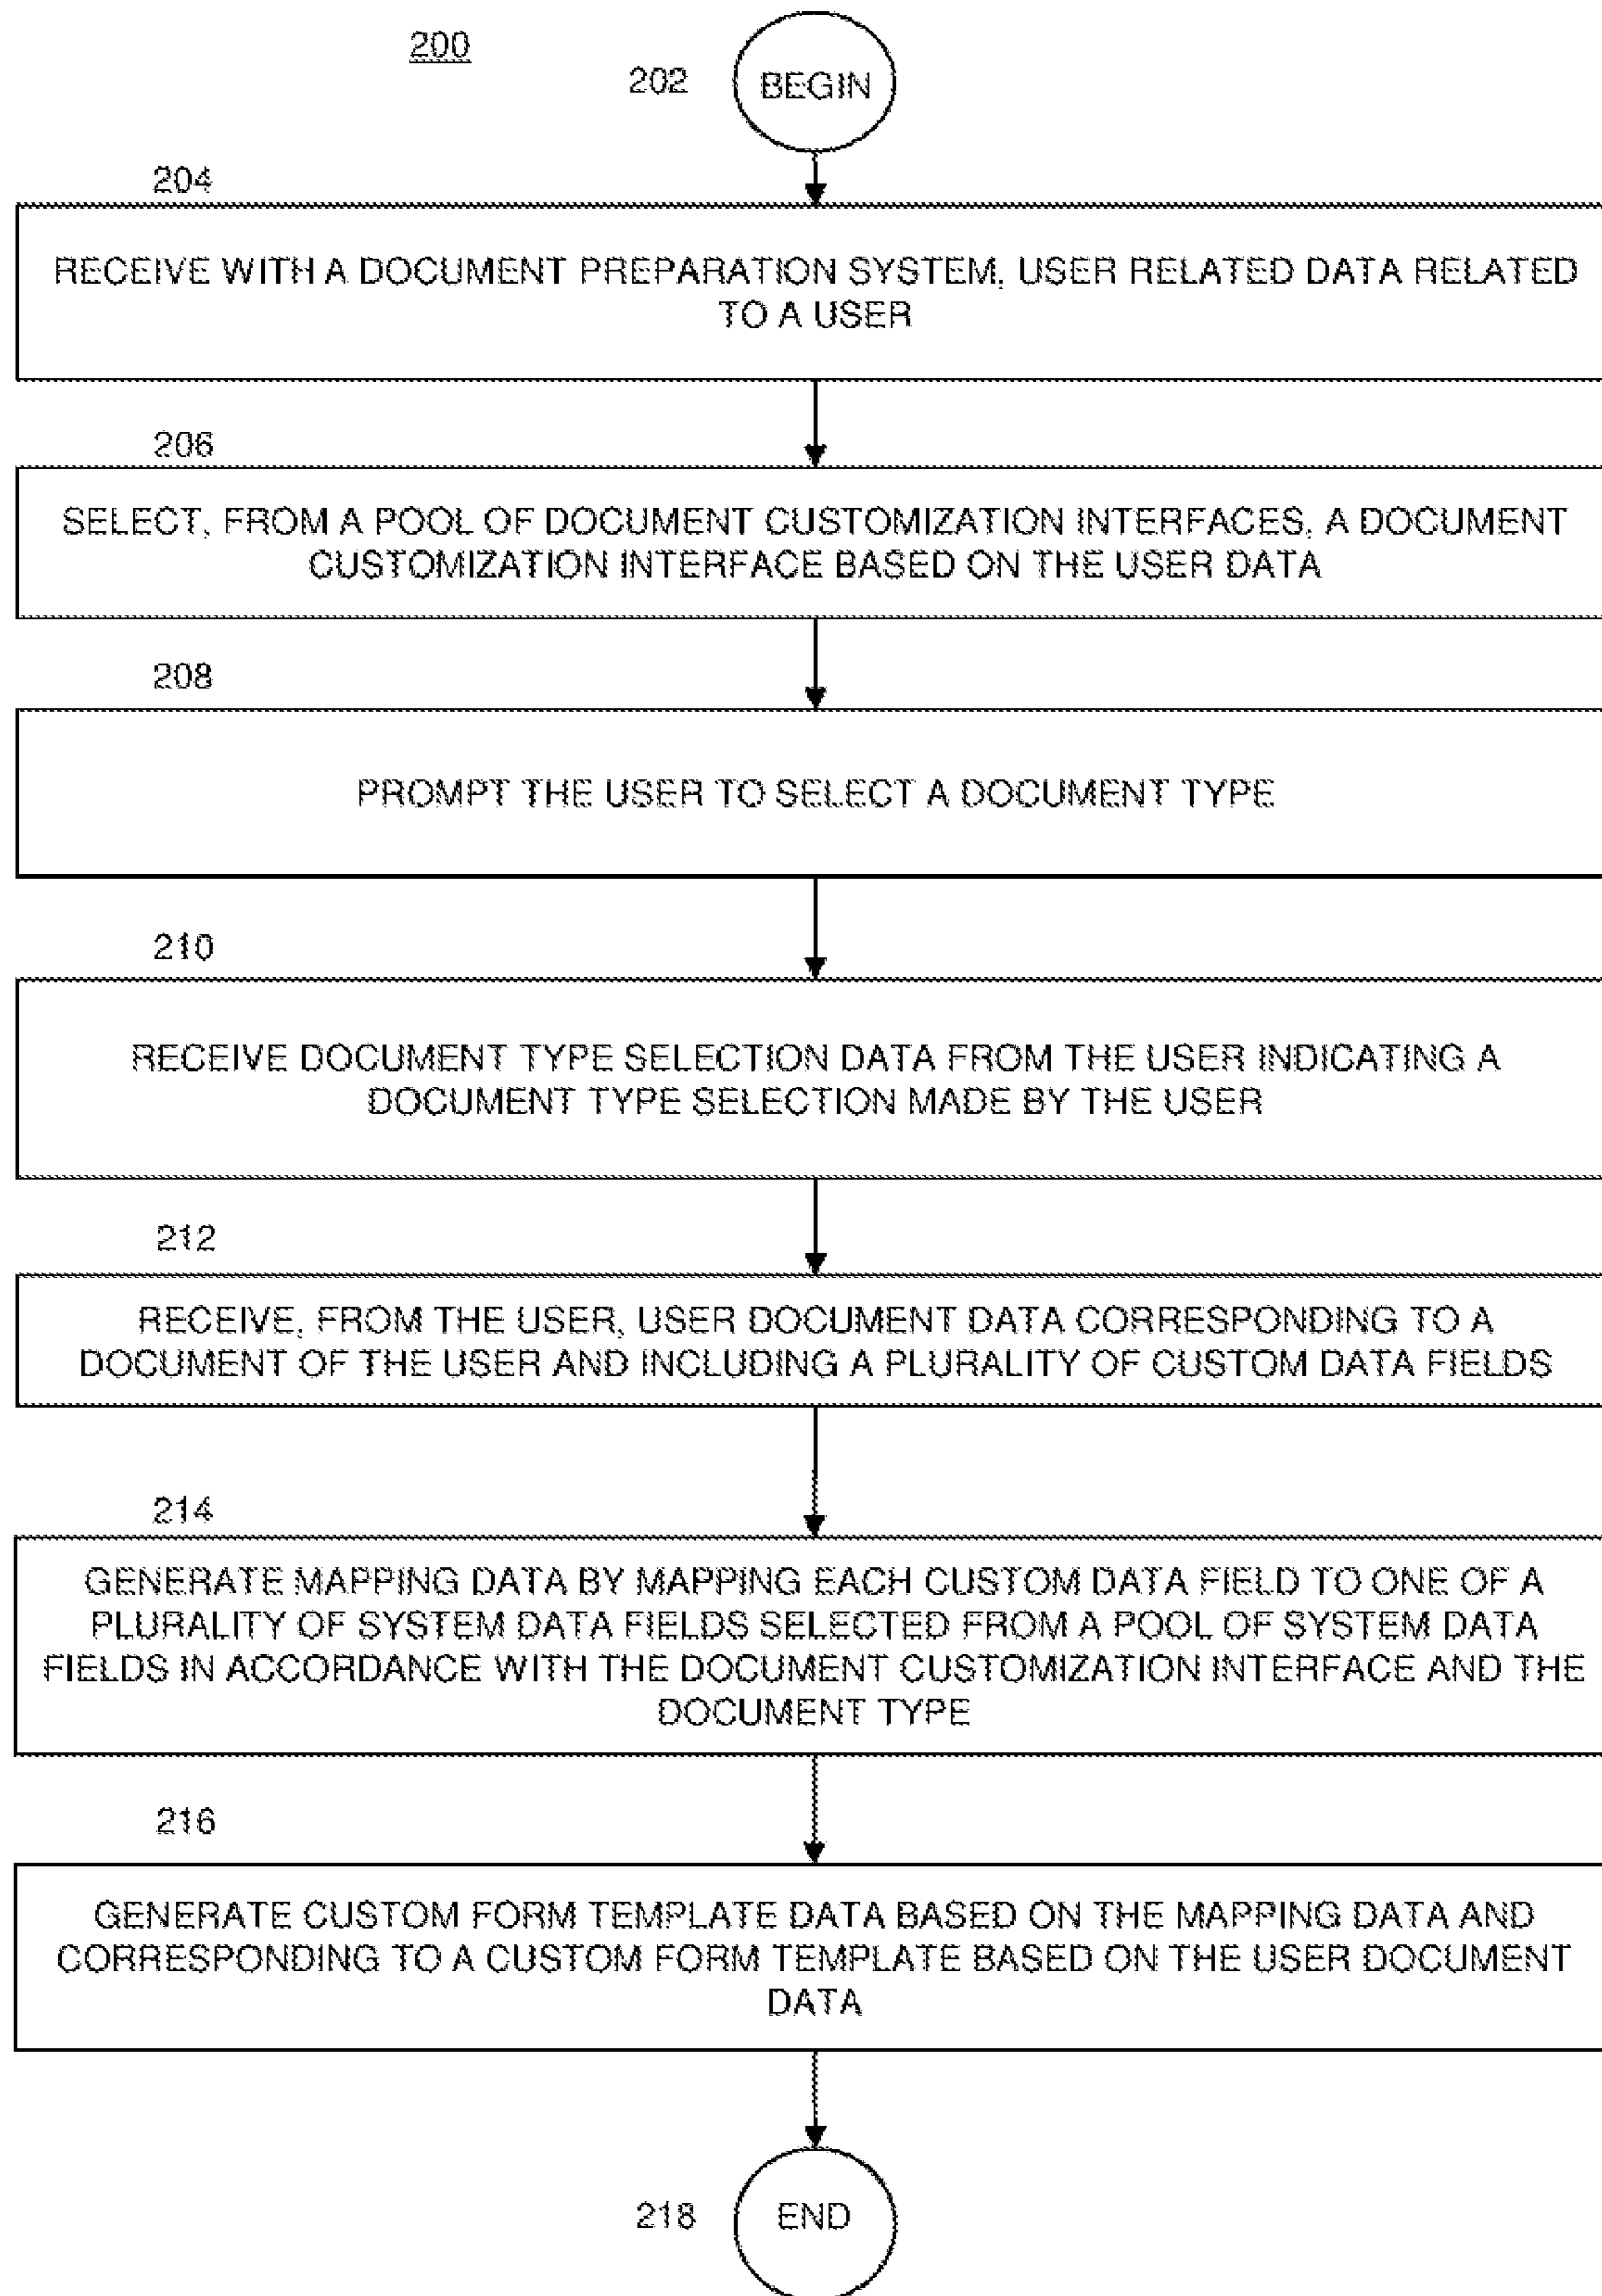 200
202
BEGIN
204
RECEIVE WITH A DOCUMENT PREPARATION SYSTEM, USER RELATED DATA RELATED
TO A USER
206
SELECT, FROM A POOL OF DOCUMENT CUSTOMIZATION INTERFACES, A DOCUMENT
CUSTOMIZATION INTERFACE BASED ON THE USER DATA
208
PROMPT THE USER TO SELECT A DOCUMENT TYPE
210
RECEIVE DOCUMENT TYPE SELECTION DATA FROM THE USER INDICATING A
DOCUMENT TYPE SELECTION MADE BY THE USER
212
RECEIVE, FROM THE USER, USER DOCUMENT DATA CORRESPONDING TO A
DOCUMENT OF THE USER AND INCLUDING A PLURALITY OF CUSTOM DATA FIELDS
214
GENERATE MAPPING DATA BY MAPPING EACH CUSTOM DATA FIELD TO ONE OF A
PLURALITY OF SYSTEM DATA FIELDS SELECTED FROM A POOL OF SYSTEM DATA
FIELDS IN ACCORDANCE WITH THE DOCUMENT CUSTOMIZATION INTERFACE AND THE
DOCUMENT TYPE
216
GENERATE CUSTOM FORM TEMPLATE DATA BASED ON THE MAPPING DATA AND
CORRESPONDING TO A CUSTOM FORM TEMPLATE BASED ON THE USER DOCUMENT
DATA
218
END